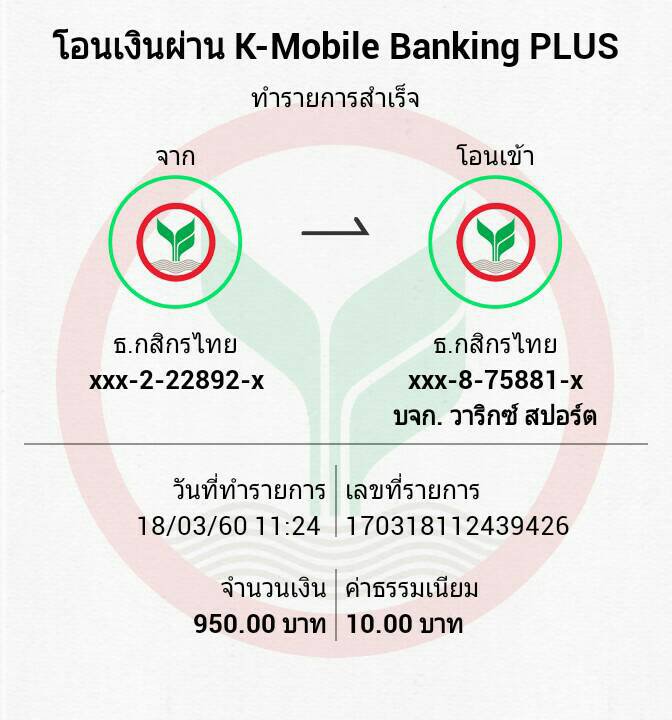 โอนเงินผ่าน K-Mobile Banking PLUS
ทำรายการสำเร็จ
จาก
โอนเข้า
ธ.กสิกรไทย
xxx-2-22892-x
ธ.กสิกรไทย
xxx-8-75881-x
บจก. วาริกซ์ สปอร์ต
วันที่ทำรายการ
18/03/60 11:24
เลขที่รายการ
170318112439426
จำนวนเงิน
950.00 บาท
ค่าธรรมเนียม
10.00 บาท